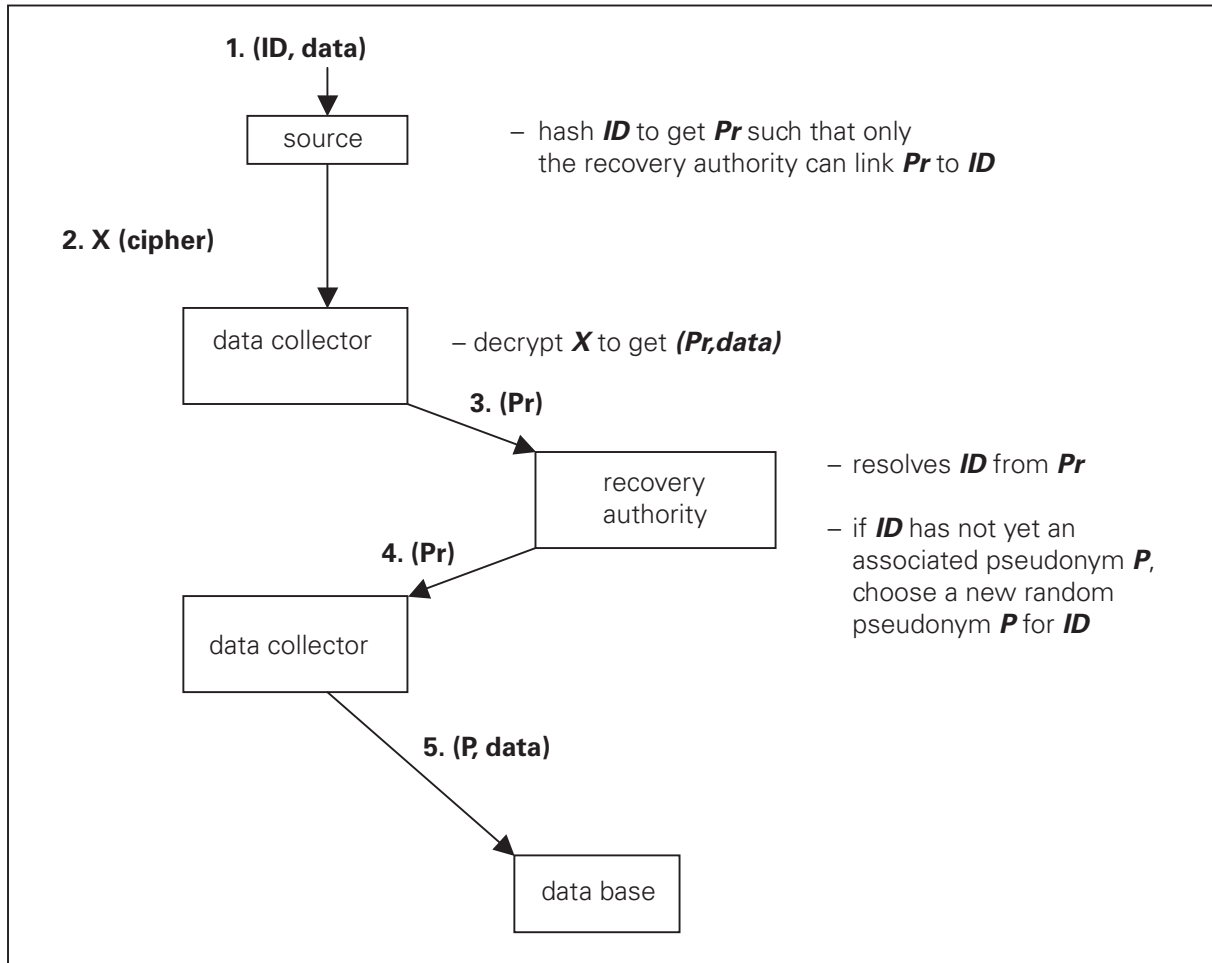 1. (ID, data)
source
– hash ID to get Pr such that only
the recovery authority can link Pr to ID
2. X (cipher)
data collector
– decrypt X to get (Pr,data)
3. (Pr)
recovery
authority
– resolves ID from Pr
– if ID has not yet an
associated pseudonym P,
choose a new random
pseudonym P for ID
4. (Pr)
data collector
5. (P, data)
data base